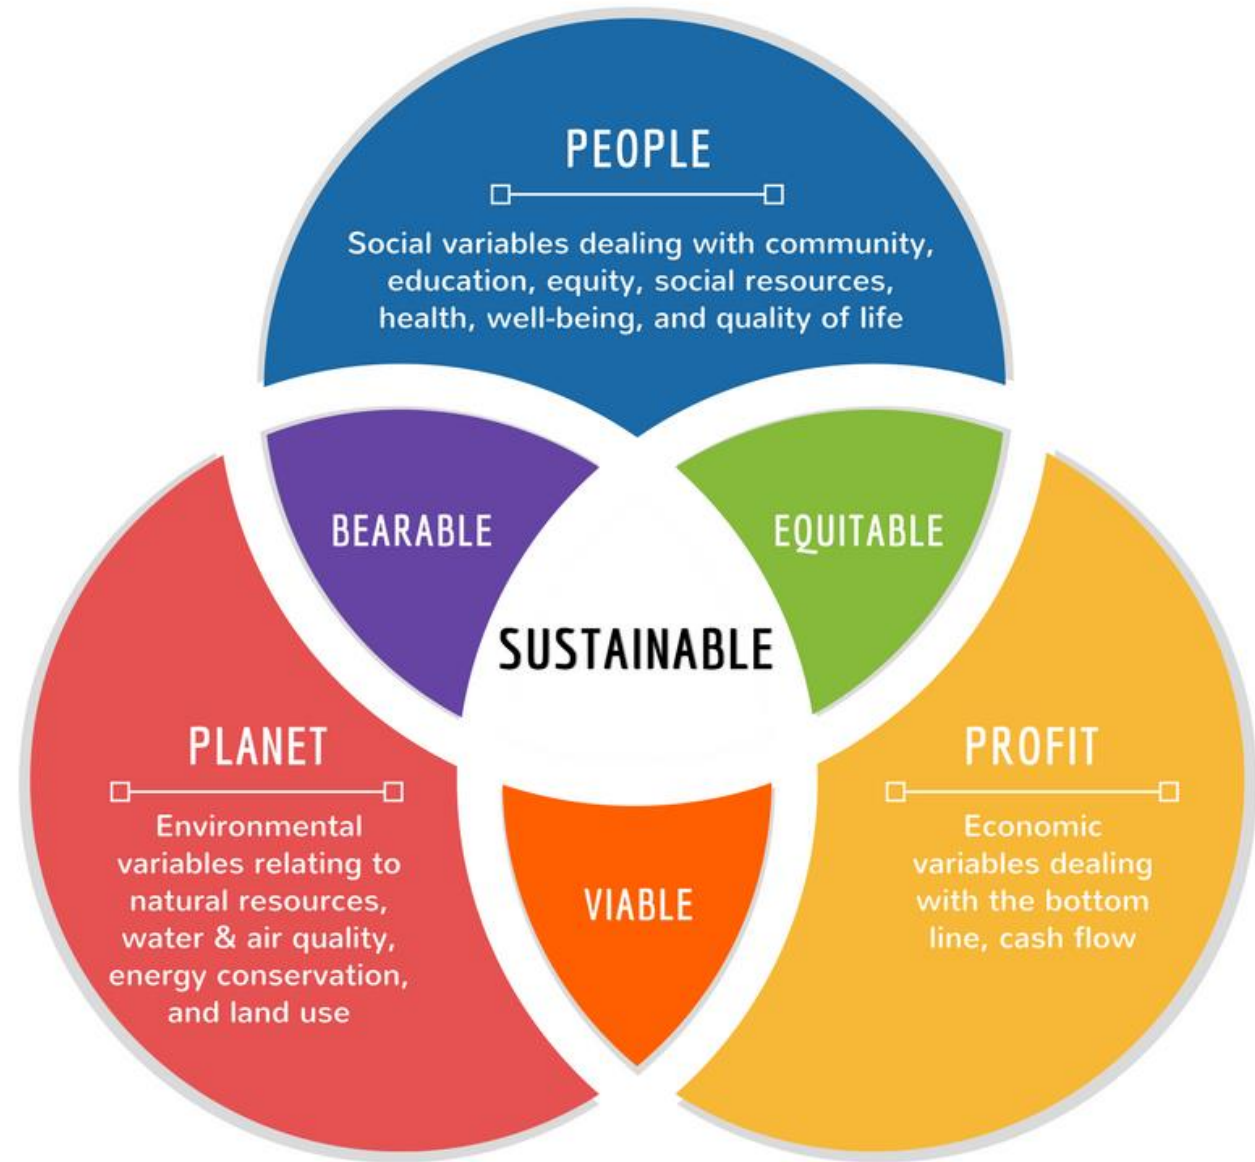 PEOPLE
Social variables dealing with community,
education, equity, social resources,
health, well-being, and quality of life
BEARABLE
EQUITABLE
SUSTAINABLE
PLANET
Environmental
variables relating to
natural resources,
water & air quality,
energy conservation,
and land use
PROFIT
Economic
variables dealing
with the bottom
line, cash flow
VIABLE